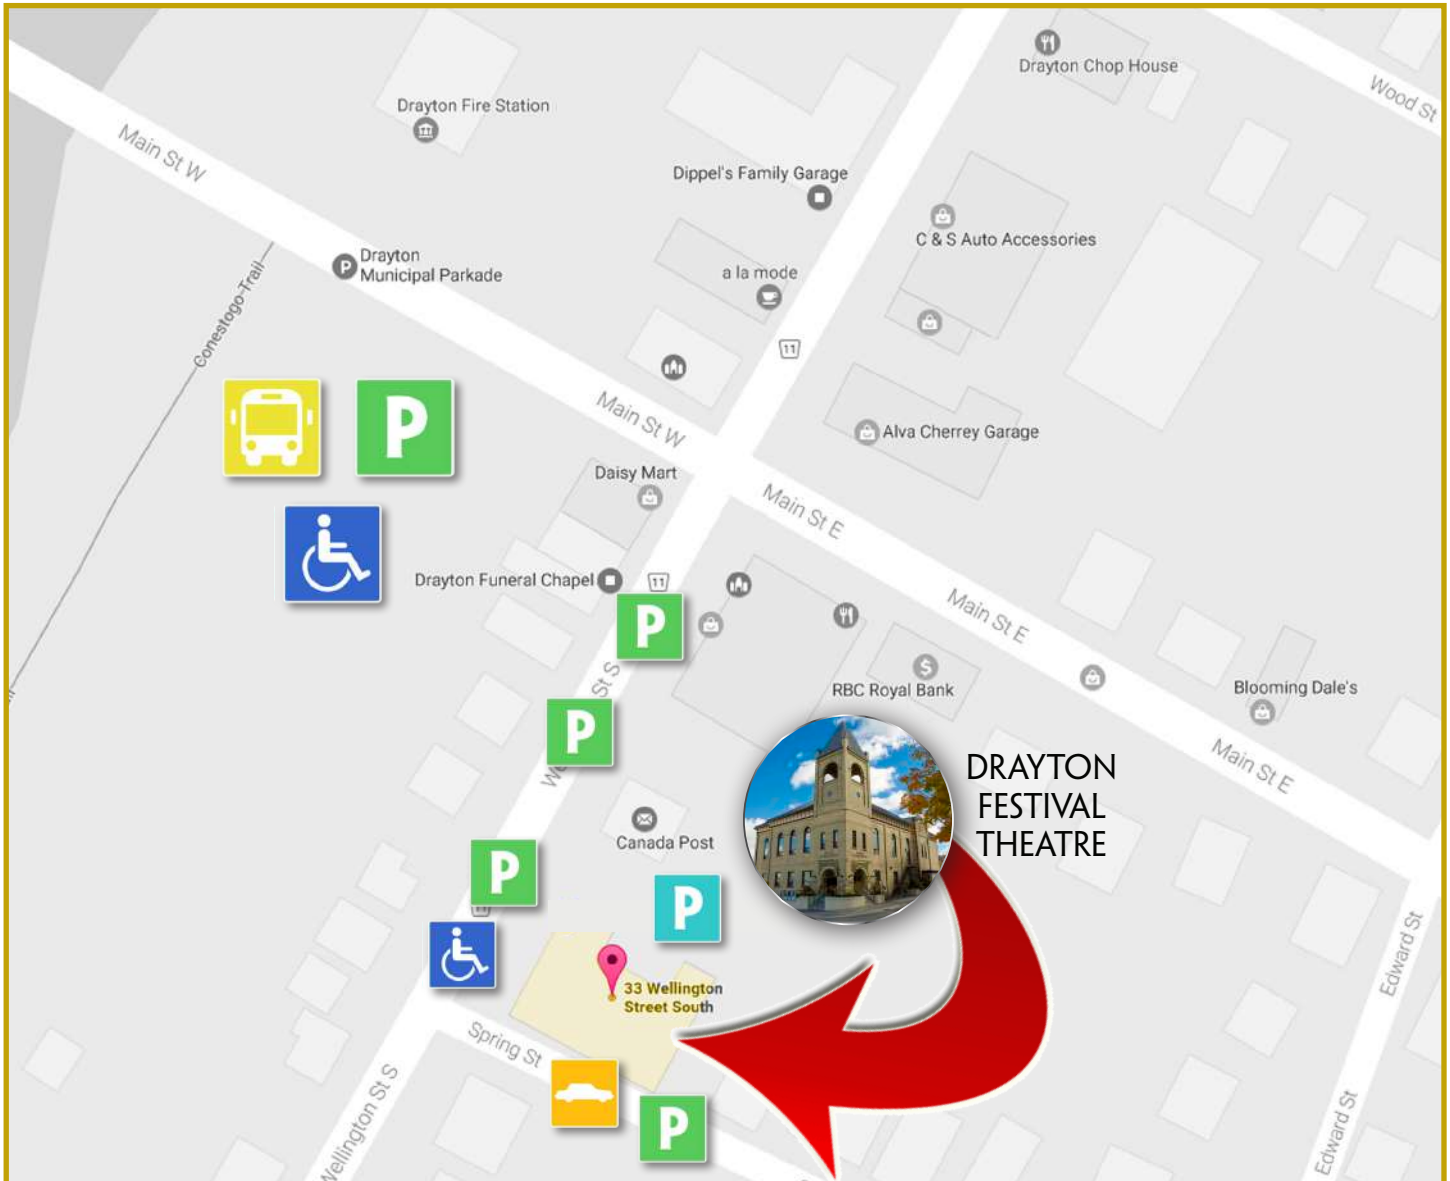 Drayton Chop House
Wood St
Drayton Fire Station
Main St W
Dippel's Family Garage
C & S Auto Accessories
Drayton
Municipal Parkade
P
a la mode
Conestogo Trail
11
P
Main St W
Alva Cherrey Garage
Daisy Mart
Main St E
Drayton Funeral Chapel
11
P
Main St E
St S
$
RBC Royal Bank
Blooming Dale's
P
Main St E
DRAYTON
FESTIVAL
THEATRE
Canada Post
P
P
33 Wellington
Street South
Edward St
Spring St
Wellington St S
P
Edward St